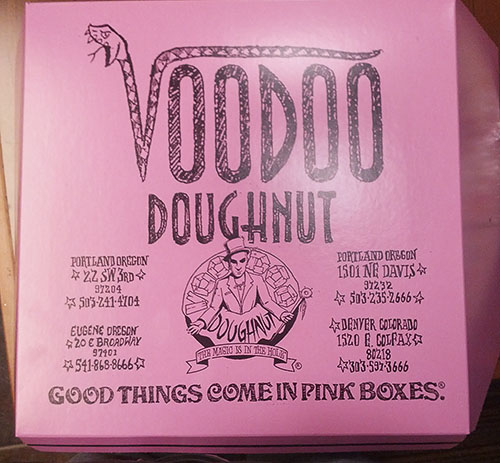 VOODOO
DOUGHNUT
PORTLAND OREGON
22 SW 3RD
97204
503-241-4704
EUGENE OREGON
20 E BROADWAY
97401
541-868-8666
DOUGHNUT
THE MAGIC IS IN THE HOLE
®
PORTLAND OREGON
1501 NE DAVIS
97232
503-235-2666
DENVER COLORADO
1520 E. COLFAX
80218
303-597-3666
GOOD THINGS COME IN PINK BOXES.®